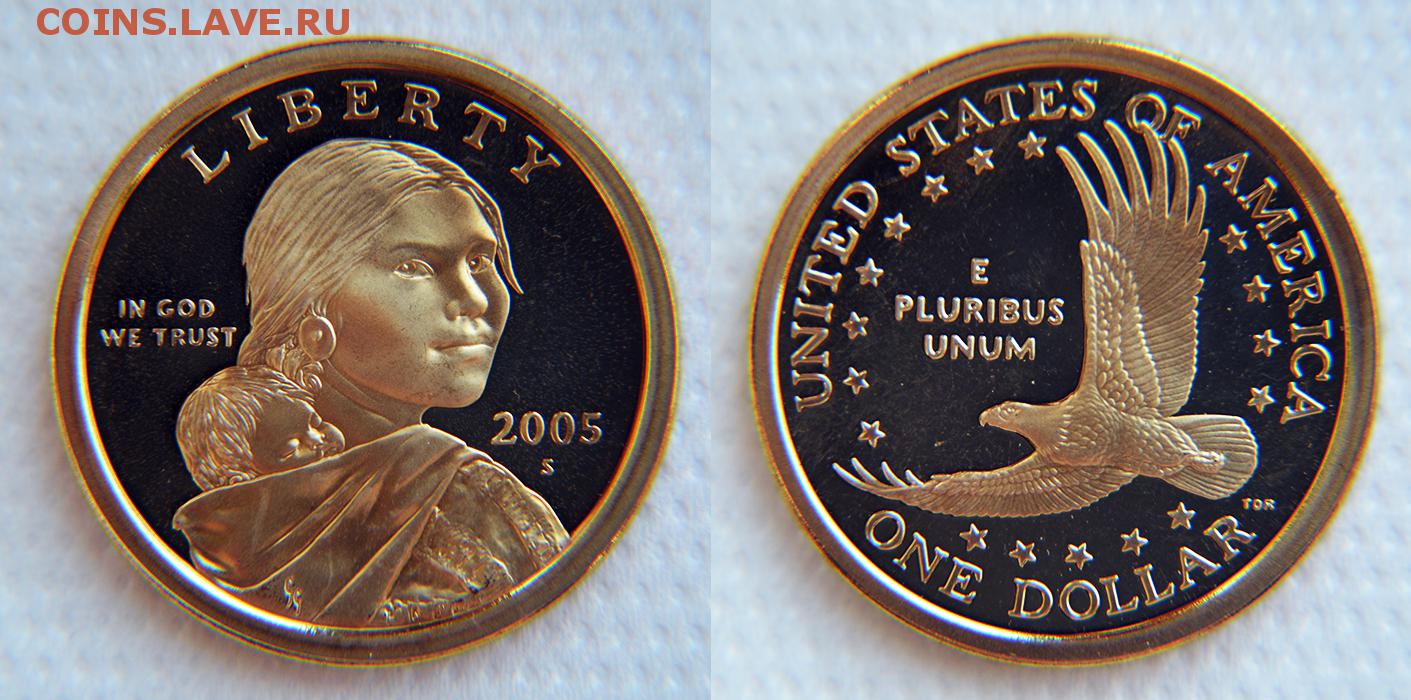 COINS.LAVE.RU
LIBERTY
IN GOD
WE TRUST
2005
S
UNITED STATES OF AMERICA
E
PLURIBUS
UNUM
TDR
ONE DOLLAR